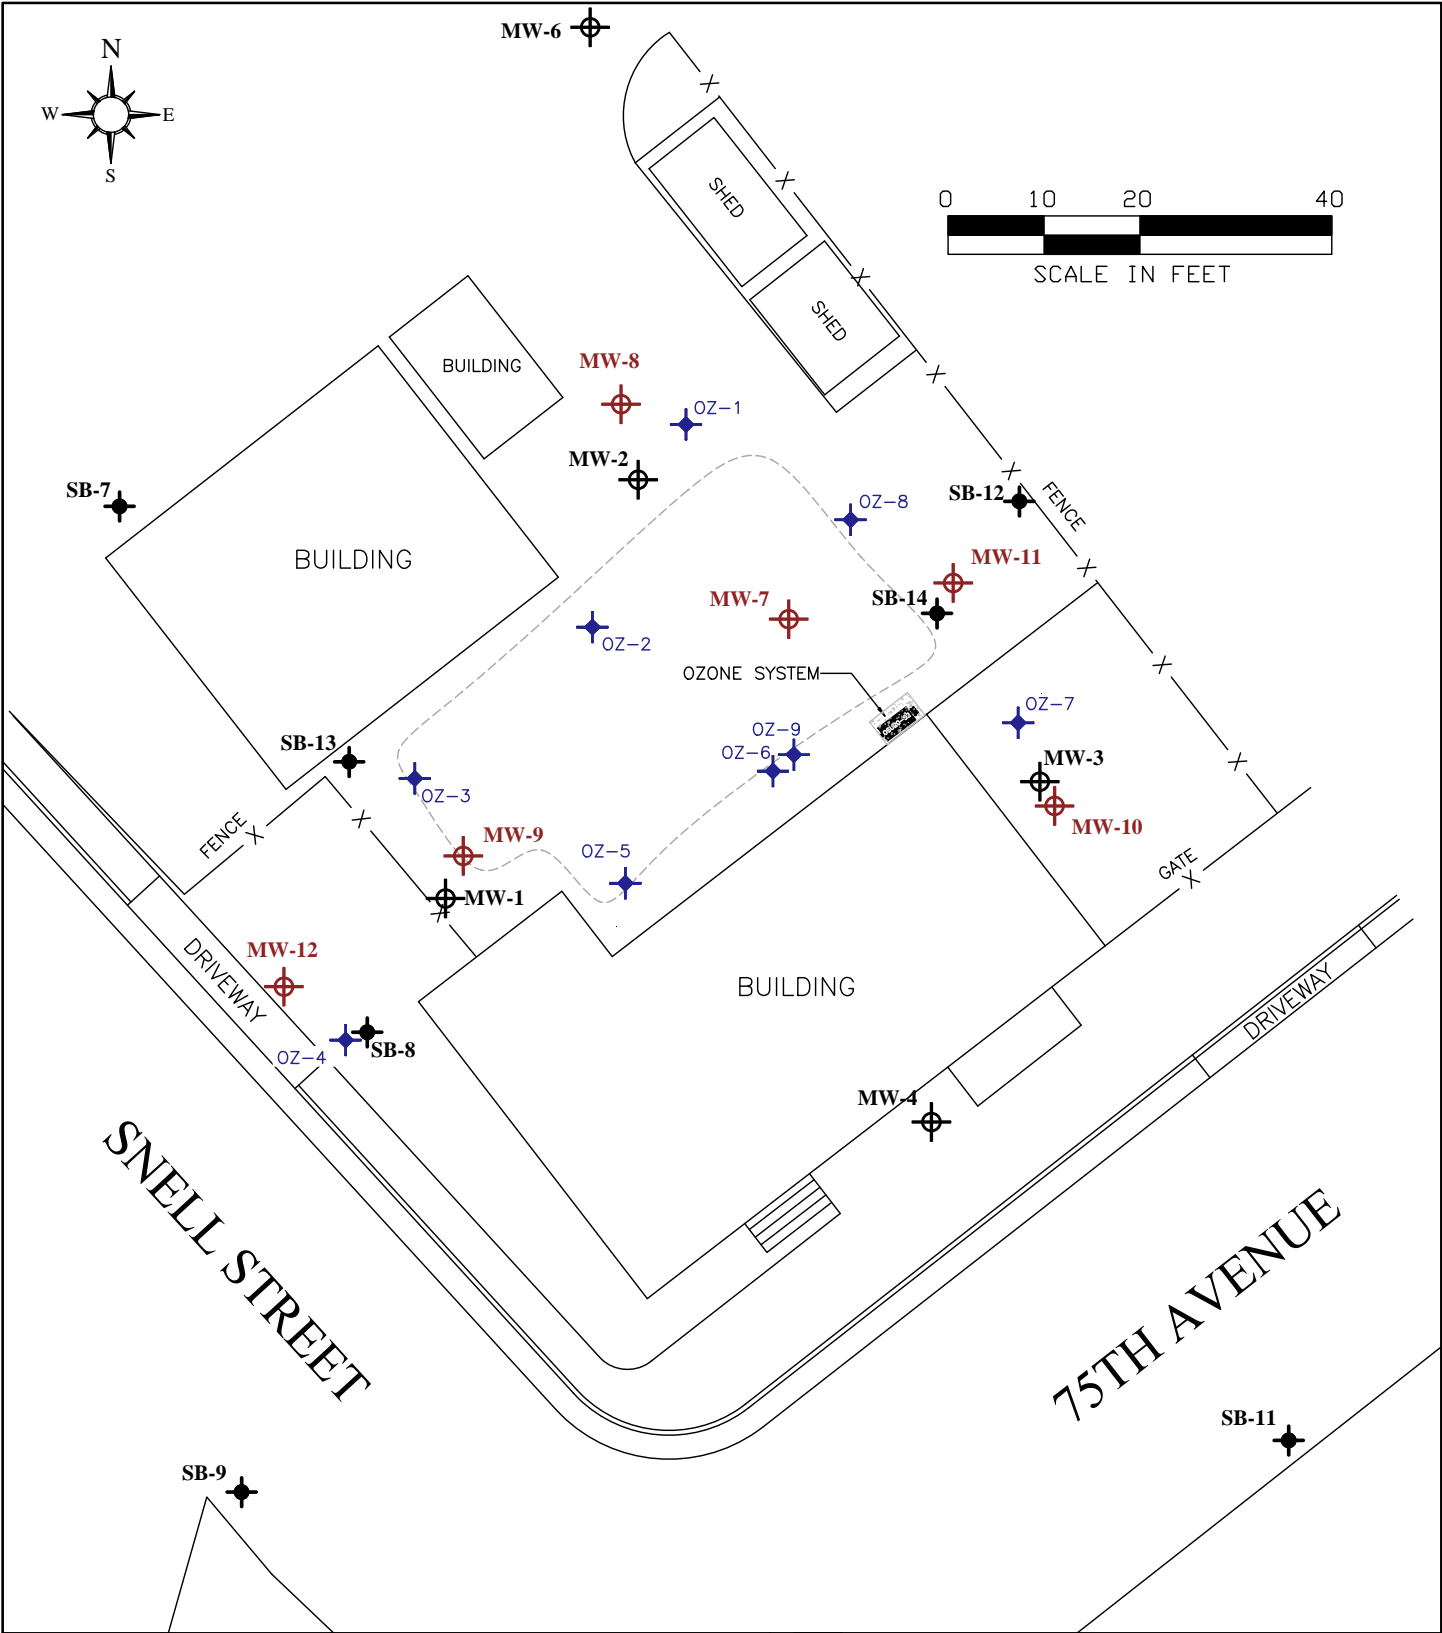 MW-6
N
W
E
S
SHED
0 10 20 40
SCALE IN FEET
SHED
BUILDING
MW-8
OZ-1
MW-2
SB-7
SB-12
FENCE
OZ-8
BUILDING
MW-11
MW-7
SB-14
OZ-2
OZONE SYSTEM
OZ-7
OZ-9
SB-13
OZ-6
MW-3
OZ-3
MW-9
FENCE
MW-10
OZ-5
GATE
MW-1
MW-12
DRIVEWAY
BUILDING
DRIVEWAY
OZ-4
SB-8
MW-4
SNELL STREET
75TH AVENUE
SB-11
SB-9